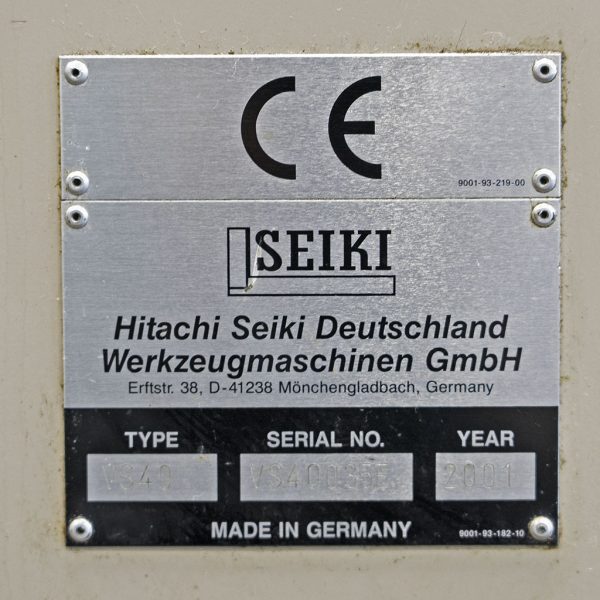 CE
9001-93-219-00
SEIKI
Hitachi Seiki Deutschland
Werkzeugmaschinen GmbH
Erftstr. 38, D-41238 Mönchengladbach, Germany
TYPE SERIAL NO. YEAR
VS40 2001
MADE IN GERMANY 9001-93-182-10